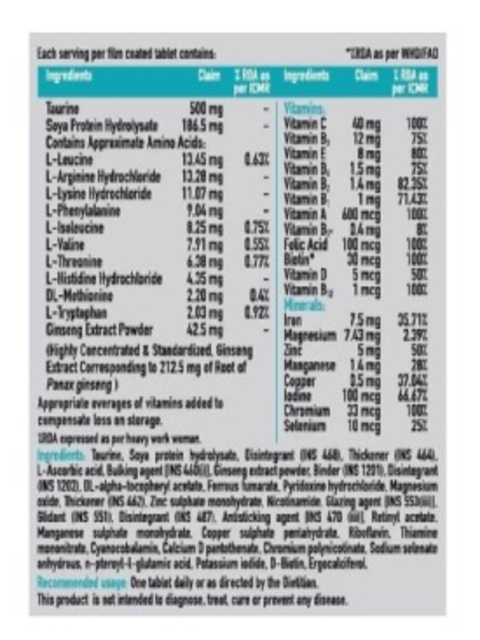 Each serving per film coated tablet contains: *%RDA as per WHO/FAO
Ingredients Claim % RDA as per ICMR Ingredients Claim % RDA as per ICMR
Taurine 500 mg -
Soya Protein Hydrolysate 186.5 mg -
Contains Approximate Amino Acids:
L-Leucine 13.45 mg 0.63%
L-Arginine Hydrochloride 13.28 mg -
L-Lysine Hydrochloride 11.07 mg -
L-Phenylalanine 9.04 mg -
L-Isoleucine 8.25 mg 0.75%
L-Valine 7.91 mg 0.55%
L-Threonine 6.38 mg 0.77%
L-Histidine Hydrochloride 4.35 mg -
DL-Methionine 2.20 mg 0.4%
L-Tryptophan 2.03 mg 0.92%
Ginseng Extract Powder 42.5 mg -
(Highly Concentrated & Standardized, Ginseng
Extract Corresponding to 212.5 mg of Root of
Panax ginseng)
Appropriate overages of vitamins added to
compensate loss on storage.
%RDA expressed as per heavy work woman.
Vitamins:
Vitamin C 40 mg 100%
Vitamin B 12 mg 75%
Vitamin E 8 mg 80%
Vitamin B 1.5 mg 75%
Vitamin B 1.4 mg 82.35%
Vitamin B 1 mg 71.43%
Vitamin A 600 mcg 100%
Vitamin B 0.4 mg 8%
Folic Acid 100 mcg 100%
Biotin* 30 mcg 100%
Vitamin D 5 mcg 50%
Vitamin B₁₂ 1 mcg 100%
Minerals:
Iron 7.5 mg 35.71%
Magnesium 7.43 mg 2.39%
Zinc 5 mg 50%
Manganese 1.4 mg 28%
Copper 0.5 mg 37.04%
Iodine 100 mcg 66.67%
Chromium 33 mcg 100%
Selenium 10 mcg 25%
Ingredients: Taurine, Soya protein hydrolysate, Disintegrant (INS 468), Thickener (INS 464),
L-Ascorbic acid, Bulking agent [INS 460(i)], Ginseng extract powder, Binder (INS 1201), Disintegrant
(INS 1202), DL-alpha-tocopheryl acetate, Ferrous fumarate, Pyridoxine hydrochloride, Magnesium
oxide, Thickener (INS 462), Zinc sulphate monohydrate, Nicotinamide, Glazing agent [INS 553(iii)],
Glidant (INS 551), Disintegrant (INS 487), Antisticking agent [INS 470 (iii)], Retinyl acetate,
Manganese sulphate monohydrate, Copper sulphate pentahydrate, Riboflavin, Thiamine
mononitrate, Cyanocobalamin, Calcium D pantothenate, Chromium polynicotinate, Sodium selenate
anhydrous, n-pteroyl-l-glutamic acid, Potassium iodide, D-Biotin, Ergocalciferol.
Recommended usage: One tablet daily or as directed by the Dietitian.
This product is not intended to diagnose, treat, cure or prevent any disease.